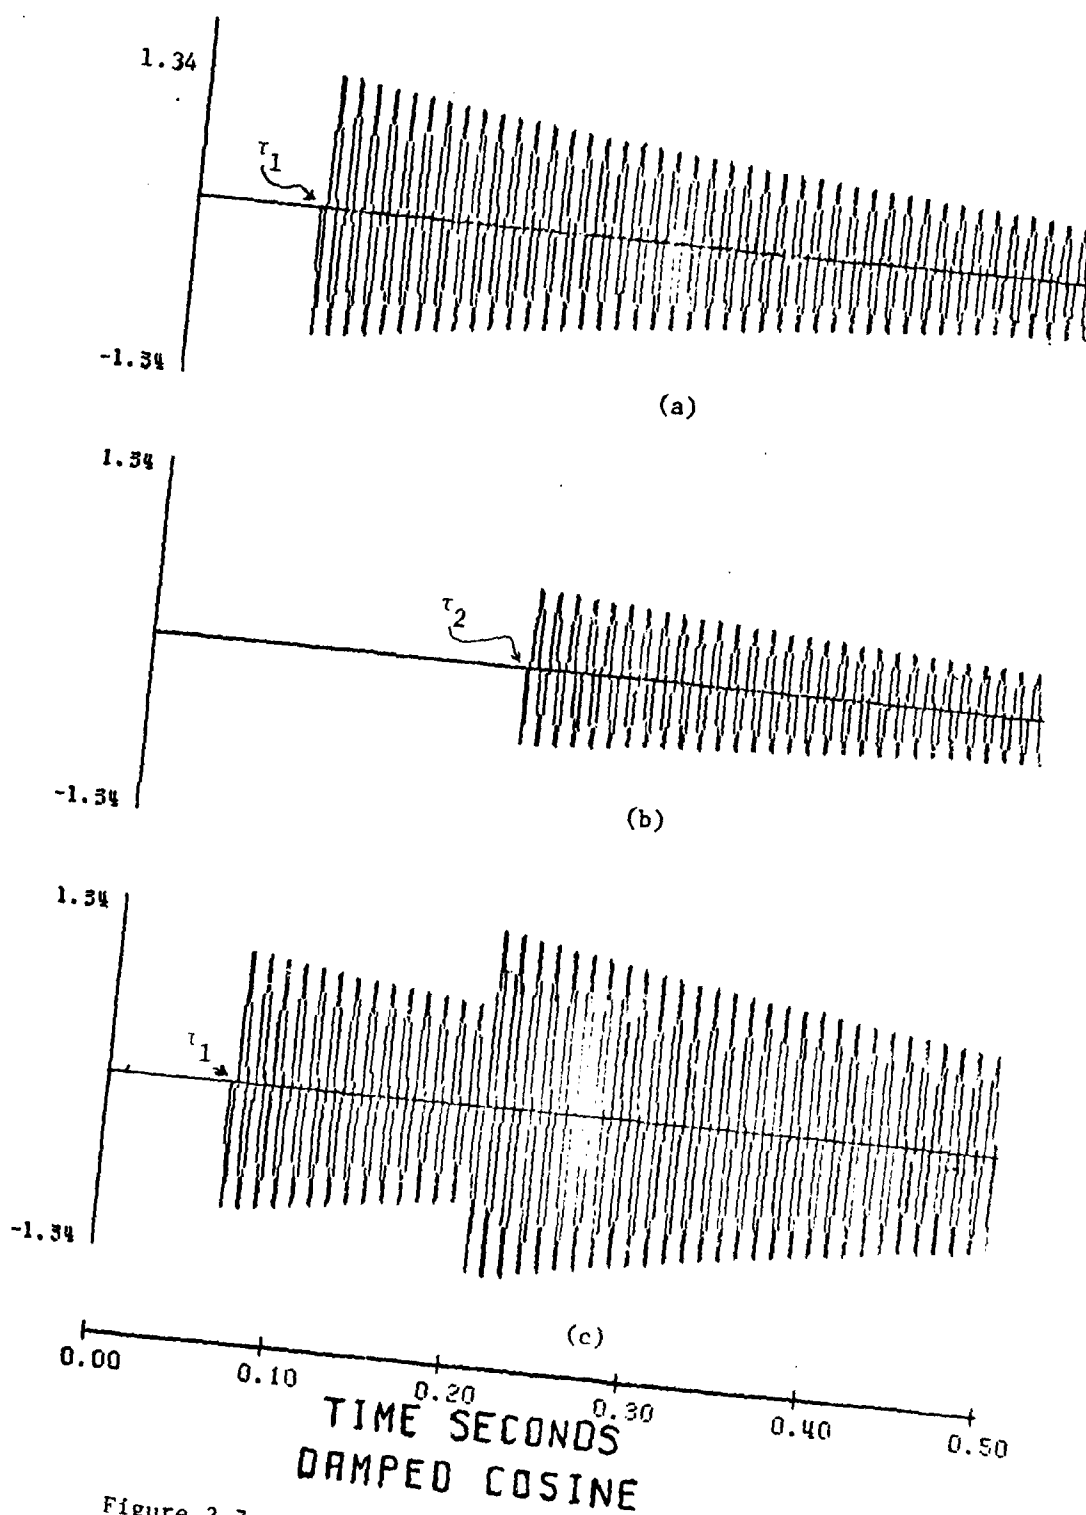 1.34
τ1
-1.34
(a)
1.34
τ2
-1.34
(b)
1.34
τ1
-1.34
(c)
0.00
0.10
0.20
0.30
0.40
0.50
TIME SECONDS
DAMPED COSINE
Figure